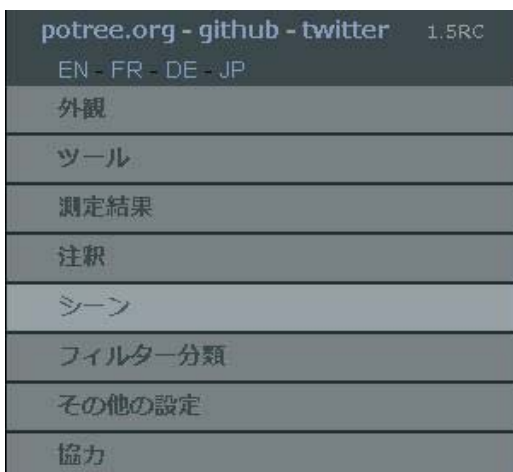 potree.org - github - twitter 1.5RC
EN - FR - DE - JP
外観
ツール
測定結果
注釈
シーン
フィルター分類
その他の設定
協力